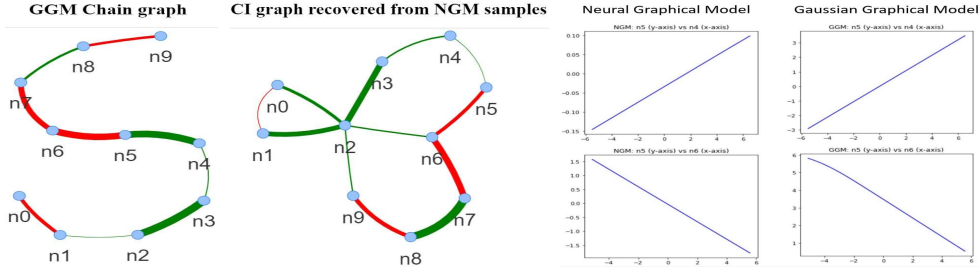 GGM Chain graph
n9
n8
n7
n6
n5
n4
n0
n3
n1
n2
CI graph recovered from NGM samples
n4
n3
n0
n5
n1
n2
n6
n9
n7
n8
Neural Graphical Model
NGM: n5 (y-axis) vs n4 (x-axis)
0.10
0.05
0.00
-0.05
-0.10
-0.15
-6 -4 -2 0 2 4 6
NGM: n5 (y-axis) vs n6 (x-axis)
1.5
1.0
0.5
0.0
-0.5
-1.0
-1.5
-4 -2 0 2 4 6
Gaussian Graphical Model
GGM: n5 (y-axis) vs n4 (x-axis)
3
2
1
0
-1
-2
-3
-6 -4 -2 0 2 4 6
GGM: n5 (y-axis) vs n6 (x-axis)
6
5
4
3
2
1
-4 -2 0 2 4 6